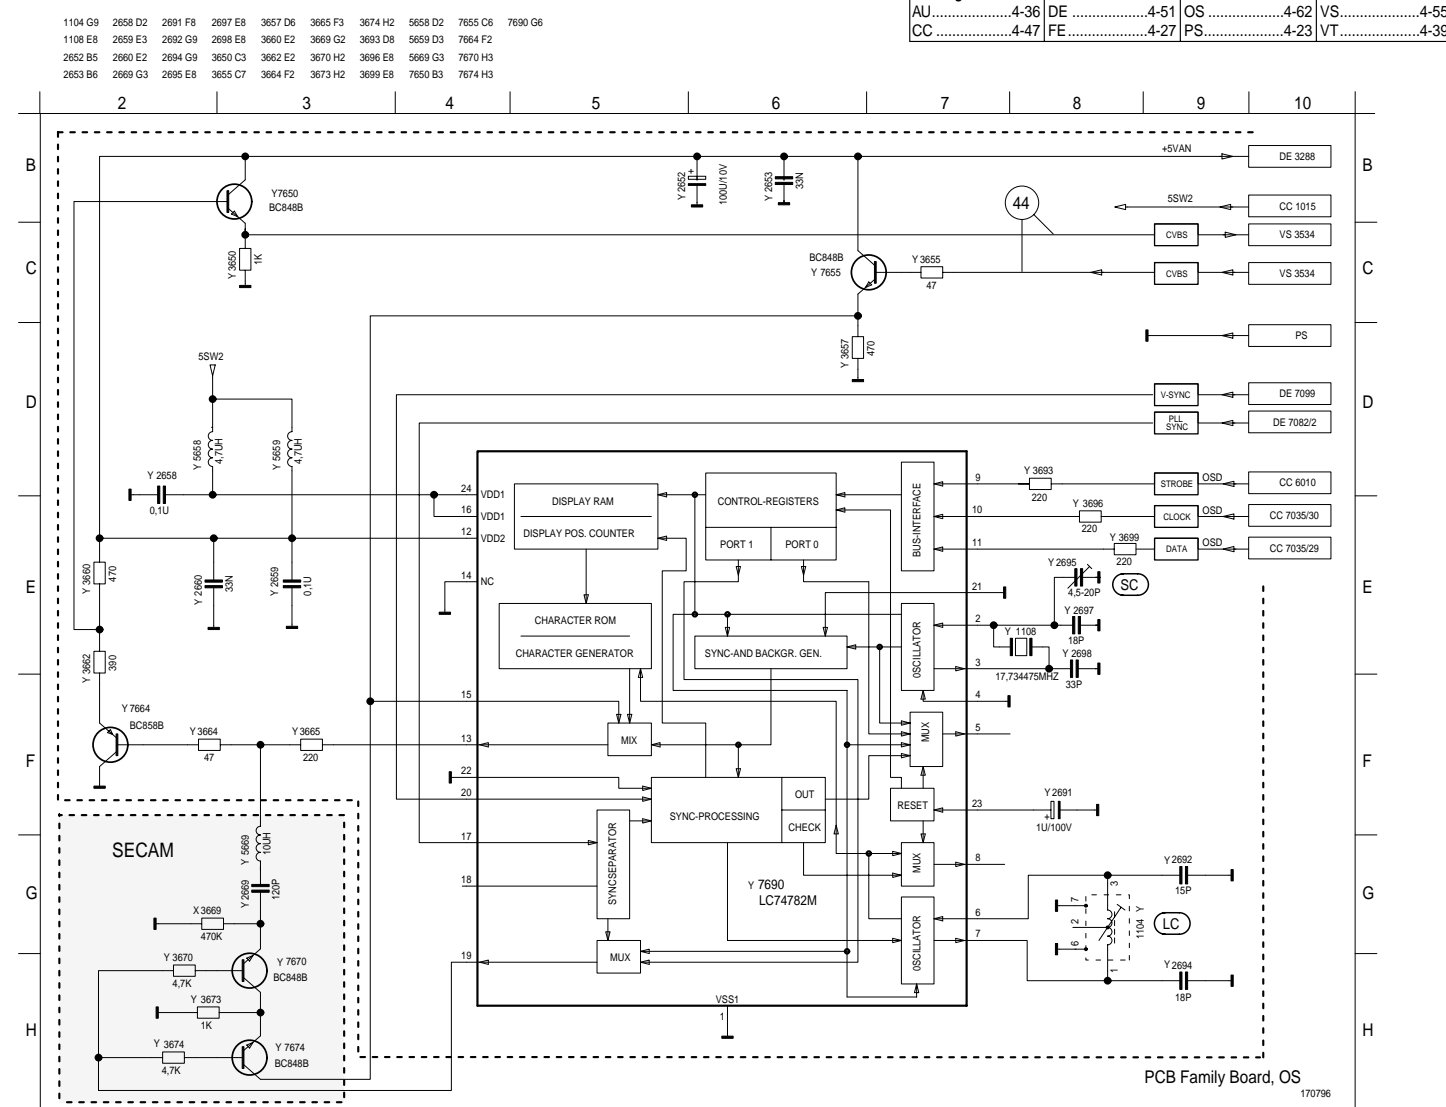 AU....................4-36 DE ....................4-51 OS ...................4-62 VS....................4-55
CC ...................4-47 FE....................4-27 PS....................4-23 VT....................4-39
1104 G9 2658 D2 2691 F8 2697 E8 3657 D6 3665 F3 3674 H2 5658 D2 7655 C6 7690 G6
1108 E8 2659 E3 2692 G9 2698 E8 3660 E2 3669 G2 3693 D8 5659 D3 7664 F2
2652 B5 2660 E2 2694 G9 3650 C3 3662 E2 3670 H2 3696 E8 5669 G3 7670 H3
2653 B6 2669 G3 2695 E8 3655 C7 3664 F2 3673 H2 3699 E8 7650 B3 7674 H3
2 3 4 5 6 7 8 9 10
B
B
+5VAN
DE 3288
Y7650
BC848B
Y 2652
+
100U/10V
Y 2653
33N
44
5SW2
CC 1015
CVBS
VS 3534
C
C
Y 3650
1K
BC848B
Y 7655
Y 3655
47
CVBS
VS 3534
PS
5SW2
Y 3657
470
D
D
V-SYNC
DE 7099
PLL
SYNC
DE 7082/2
Y 5658
4,7UH
Y 5659
4,7UH
Y 2658
0,1U
24
VDD1
16
VDD1
12
VDD2
14
NC
DISPLAY RAM
DISPLAY POS. COUNTER
CONTROL-REGISTERS
PORT 1
PORT 0
BUS-INTERFACE
9
Y 3693
220
STROBE
OSD
CC 6010
10
Y 3696
220
CLOCK
OSD
CC 7035/30
11
Y 3699
220
DATA
OSD
CC 7035/29
E
E
Y 3660
470
Y 2660
33N
Y 2659
0,1U
Y 2695
4,5-20P
SC
21
CHARACTER ROM
CHARACTER GENERATOR
SYNC-AND BACKGR. GEN.
OSCILLATOR
2
Y 1108
Y 2697
18P
3
17,734475MHZ
Y 2698
33P
Y 3662
390
15
4
Y 7664
BC858B
Y 3664
47
Y 3665
220
13
MIX
MUX
5
F
F
22
20
SYNC-PROCESSING
OUT
CHECK
RESET
23
Y 2691
+
1U/100V
SECAM
Y 5669
10UH
17
18
SYNCSEPARATOR
MUX
8
G
G
Y 2669
120P
Y 7690
LC74782M
Y 2692
15P
X 3669
470K
OSCILLATOR
6
7
7
2
6
3
1
1104
Y
LC
Y 3670
4,7K
Y 7670
BC848B
19
MUX
Y 2694
18P
Y 3673
1K
VSS1
1
H
H
Y 3674
4,7K
Y 7674
BC848B
PCB Family Board, OS
170796